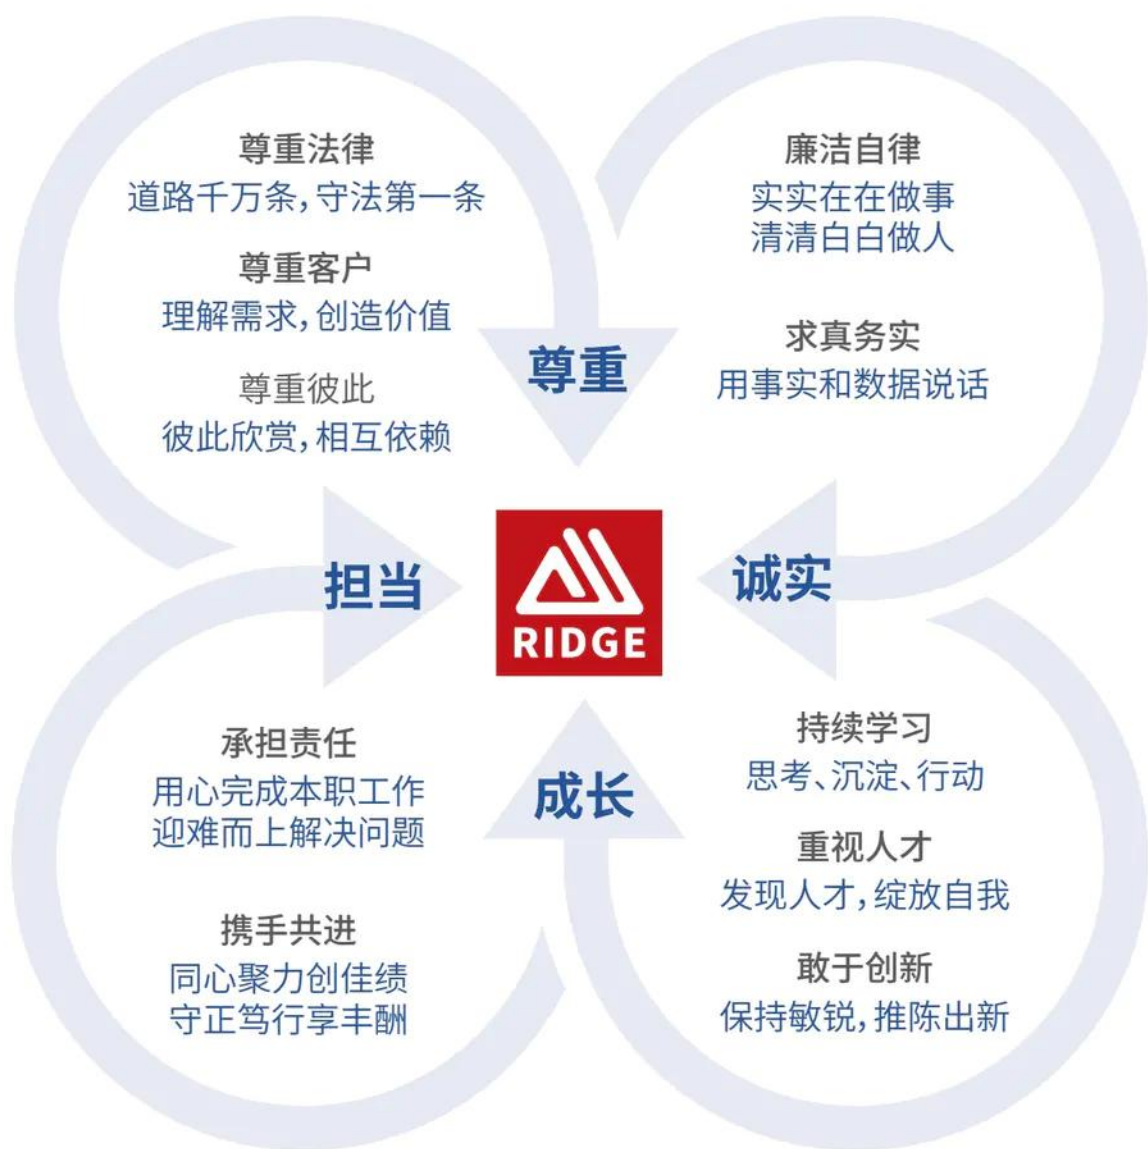 尊重法律
道路千万条,守法第一条
尊重客户
理解需求,创造价值
尊重彼此
彼此欣赏,相互依赖
尊重
廉洁自律
实实在在做事
清清白白做人
求真务实
用事实和数据说话
诚实
RIDGE
担当
承担责任
用心完成本职工作
迎难而上解决问题
携手共进
同心聚力创佳绩
守正笃行享丰酬
成长
持续学习
思考、沉淀、行动
重视人才
发现人才,绽放自我
敢于创新
保持敏锐,推陈出新